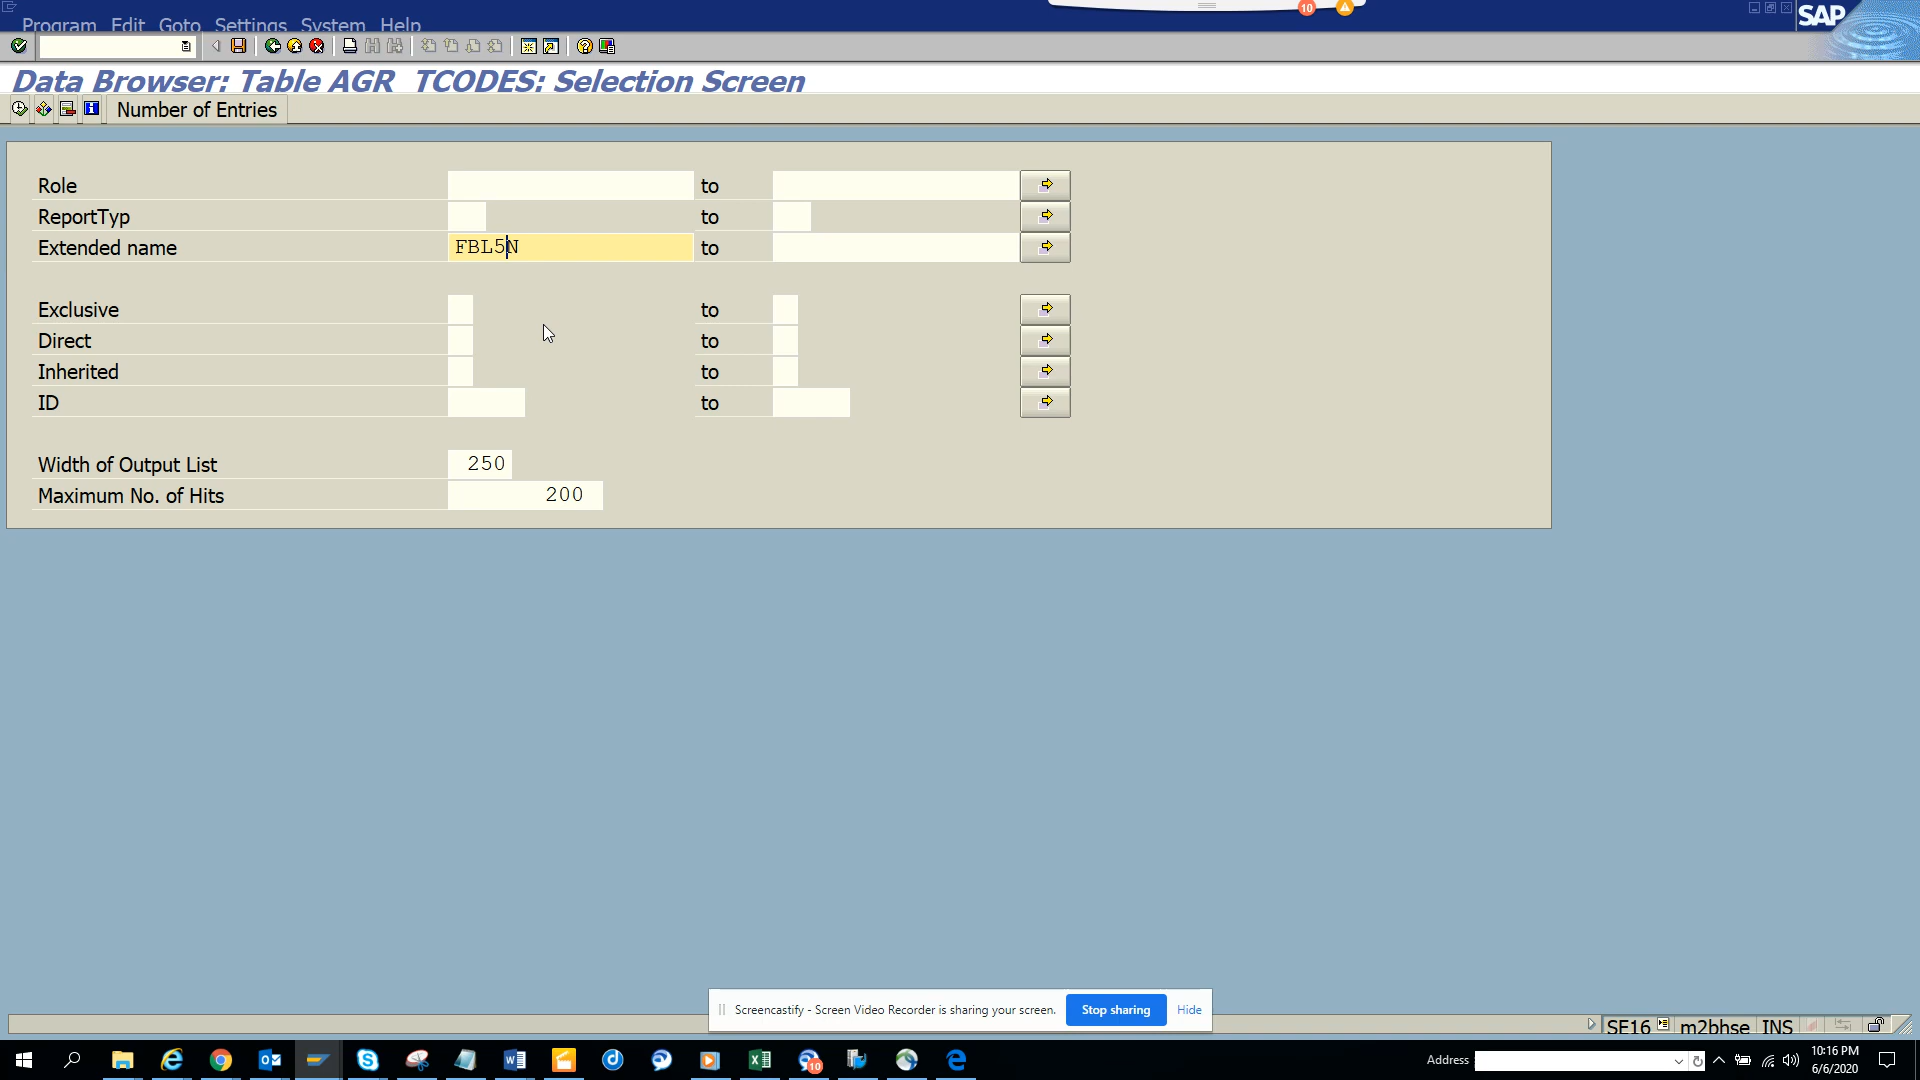 Program Edit Goto Settings System Help
SAP
10
Data Browser: Table AGR_TCODES: Selection Screen
Number of Entries
Role to
ReportTyp to
Extended name FBL5N to
Exclusive to
Direct to
Inherited to
ID to
Width of Output List 250
Maximum No. of Hits 200
Screencastify - Screen Video Recorder is sharing your screen. Stop sharing Hide
SE16 m2bhse INS
10
Address
10:16 PM
6/6/2020